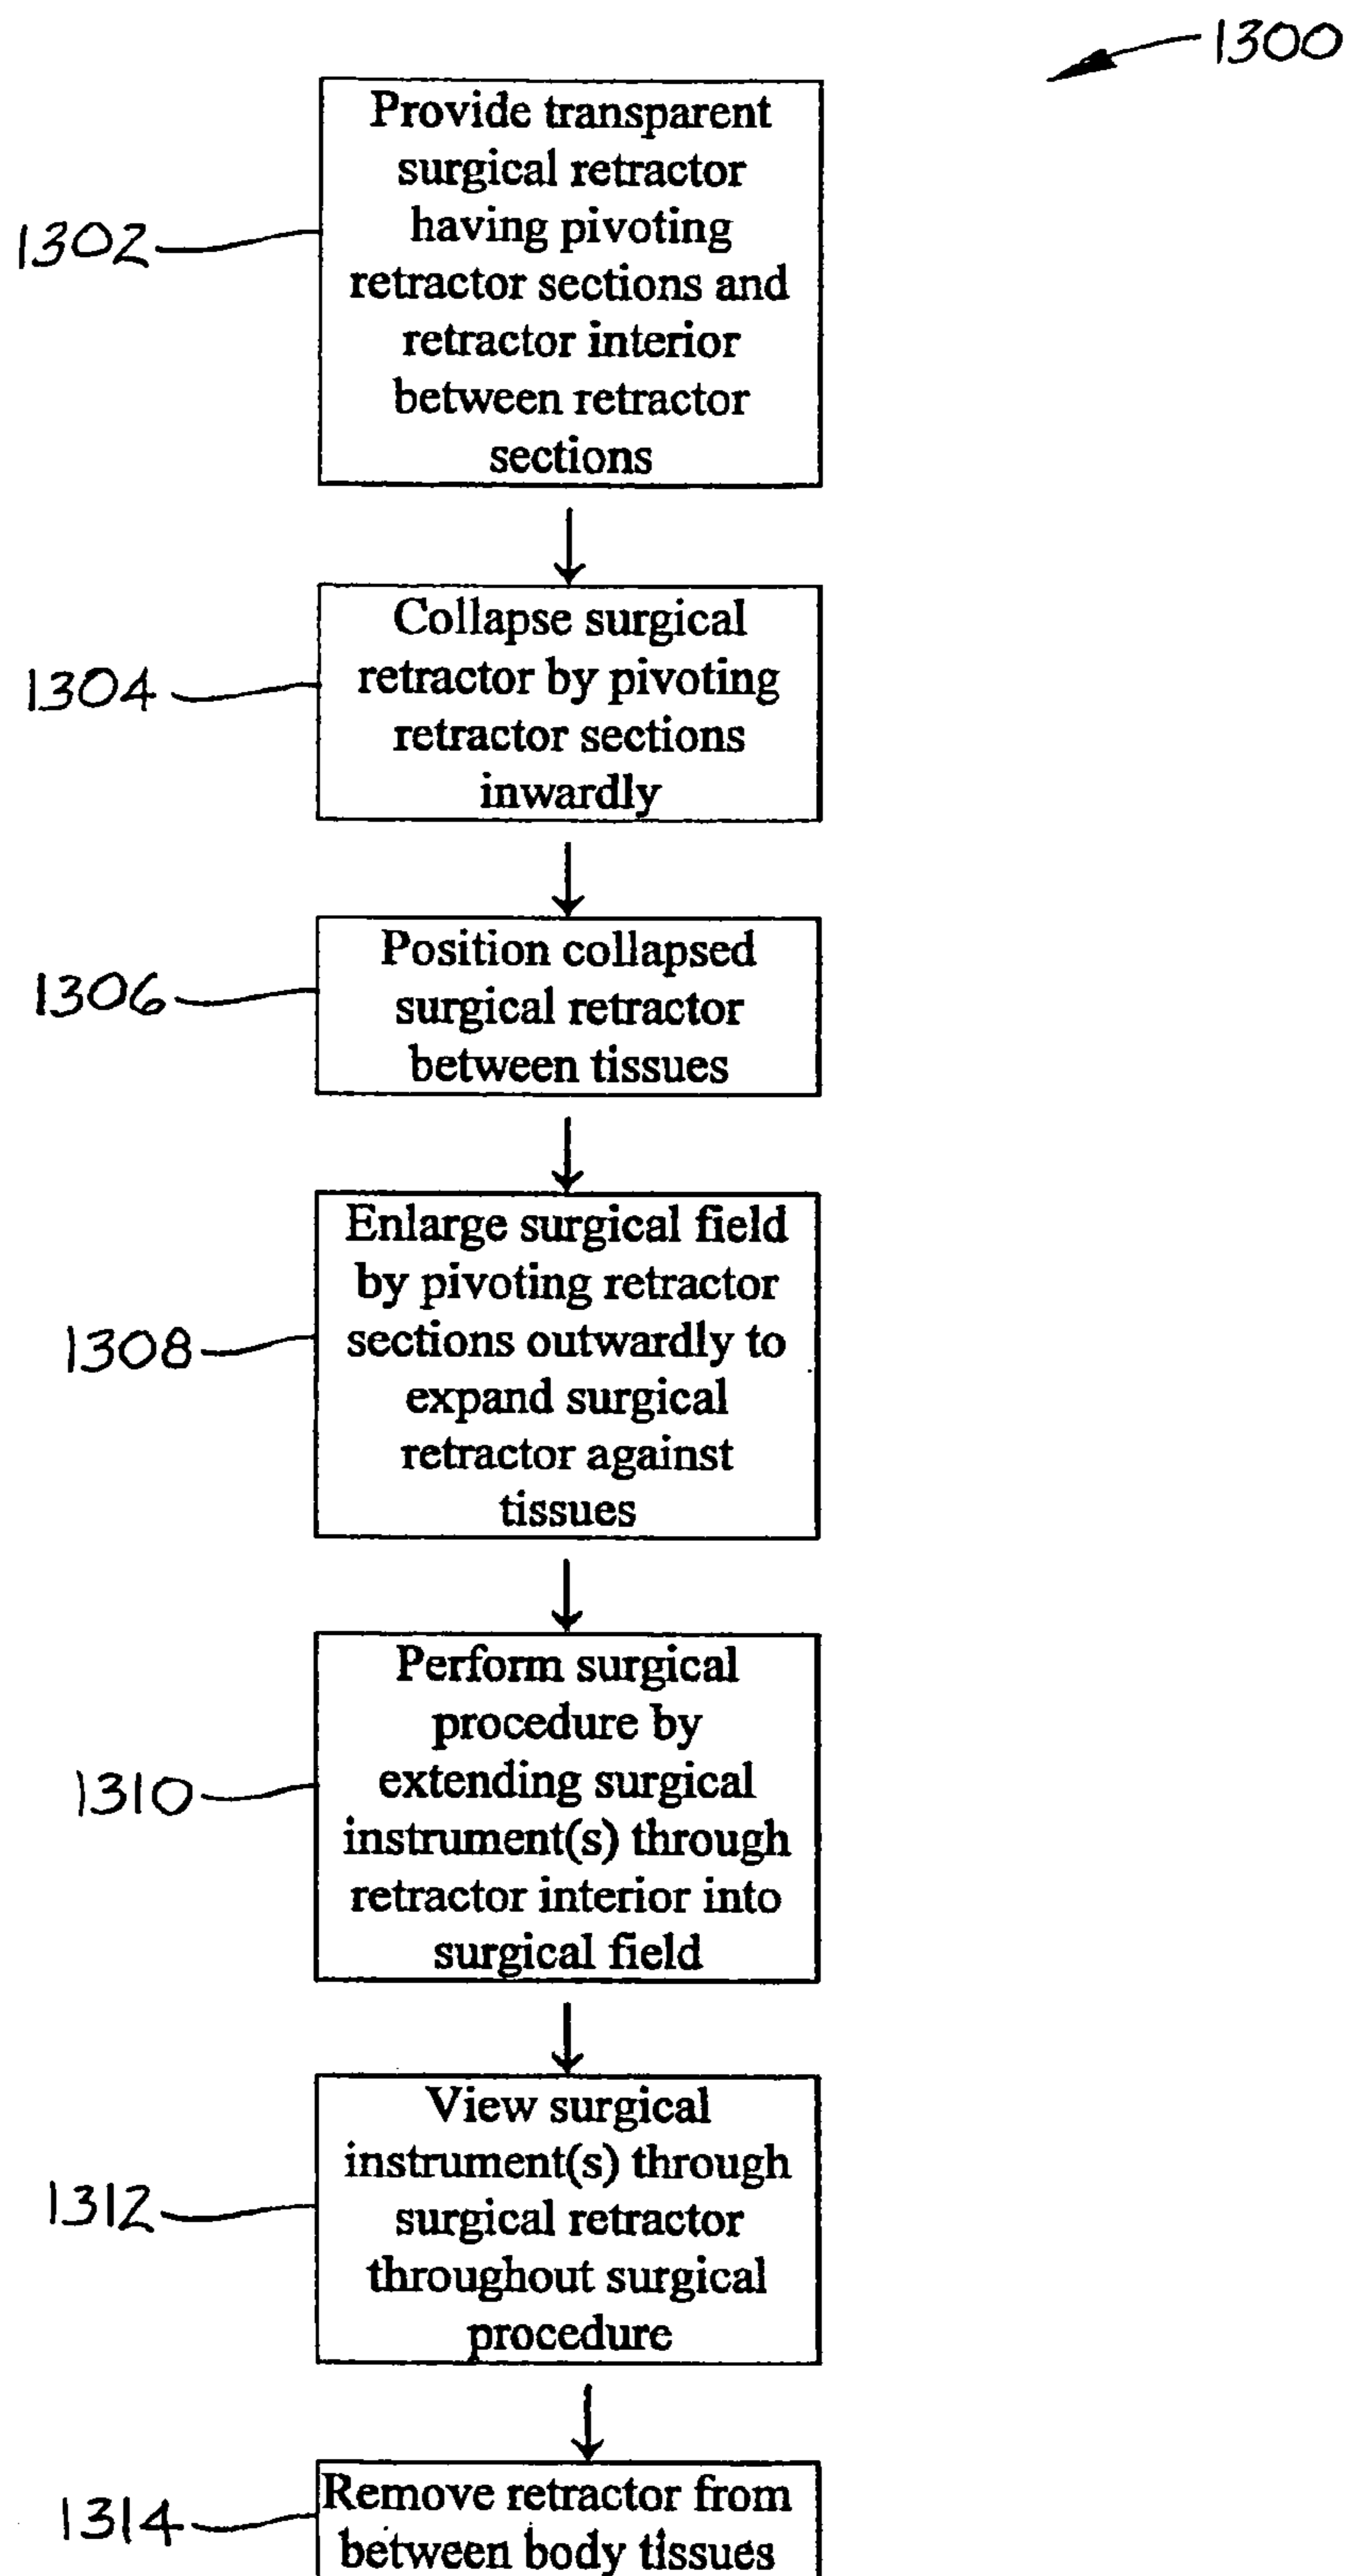 1300
1302
Provide transparent
surgical retractor
having pivoting
retractor sections and
retractor interior
between retractor
sections
1304
Collapse surgical
retractor by pivoting
retractor sections
inwardly
1306
Position collapsed
surgical retractor
between tissues
1308
Enlarge surgical field
by pivoting retractor
sections outwardly to
expand surgical
retractor against
tissues
1310
Perform surgical
procedure by
extending surgical
instrument(s) through
retractor interior into
surgical field
1312
View surgical
instrument(s) through
surgical retractor
throughout surgical
procedure
1314
Remove retractor from
between body tissues